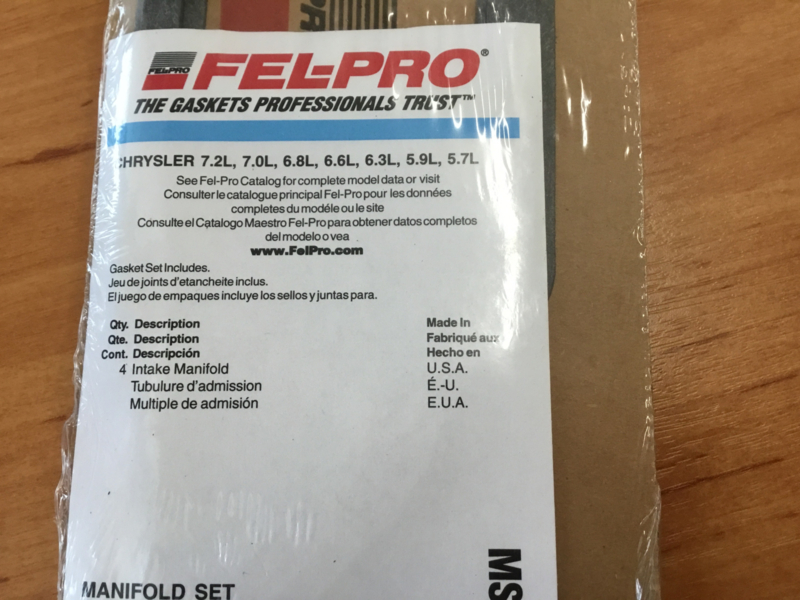 FEL-PRO
FEL-PRO®
THE GASKETS PROFESSIONALS TRUST™
CHRYSLER 7.2L, 7.0L, 6.8L, 6.6L, 6.3L, 5.9L, 5.7L
See Fel-Pro Catalog for complete model data or visit
Consulter le catalogue principal Fel-Pro pour les données
completes du modéle ou le site
Consulte el Catalogo Maestro Fel-Pro para obtener datos completos
del modelo o vea
www.FelPro.com
Gasket Set Includes.
Jeu de joints d'etancheite inclus.
El juego de empaques incluye los sellos y juntas para.
Qty. Description Made In
Qte. Description Fabriqué aux
Cont. Descripción Hecho en
4 Intake Manifold U.S.A.
Tubulure d'admission É.-U.
Multiple de admisión E.U.A.
MANIFOLD SET
MS